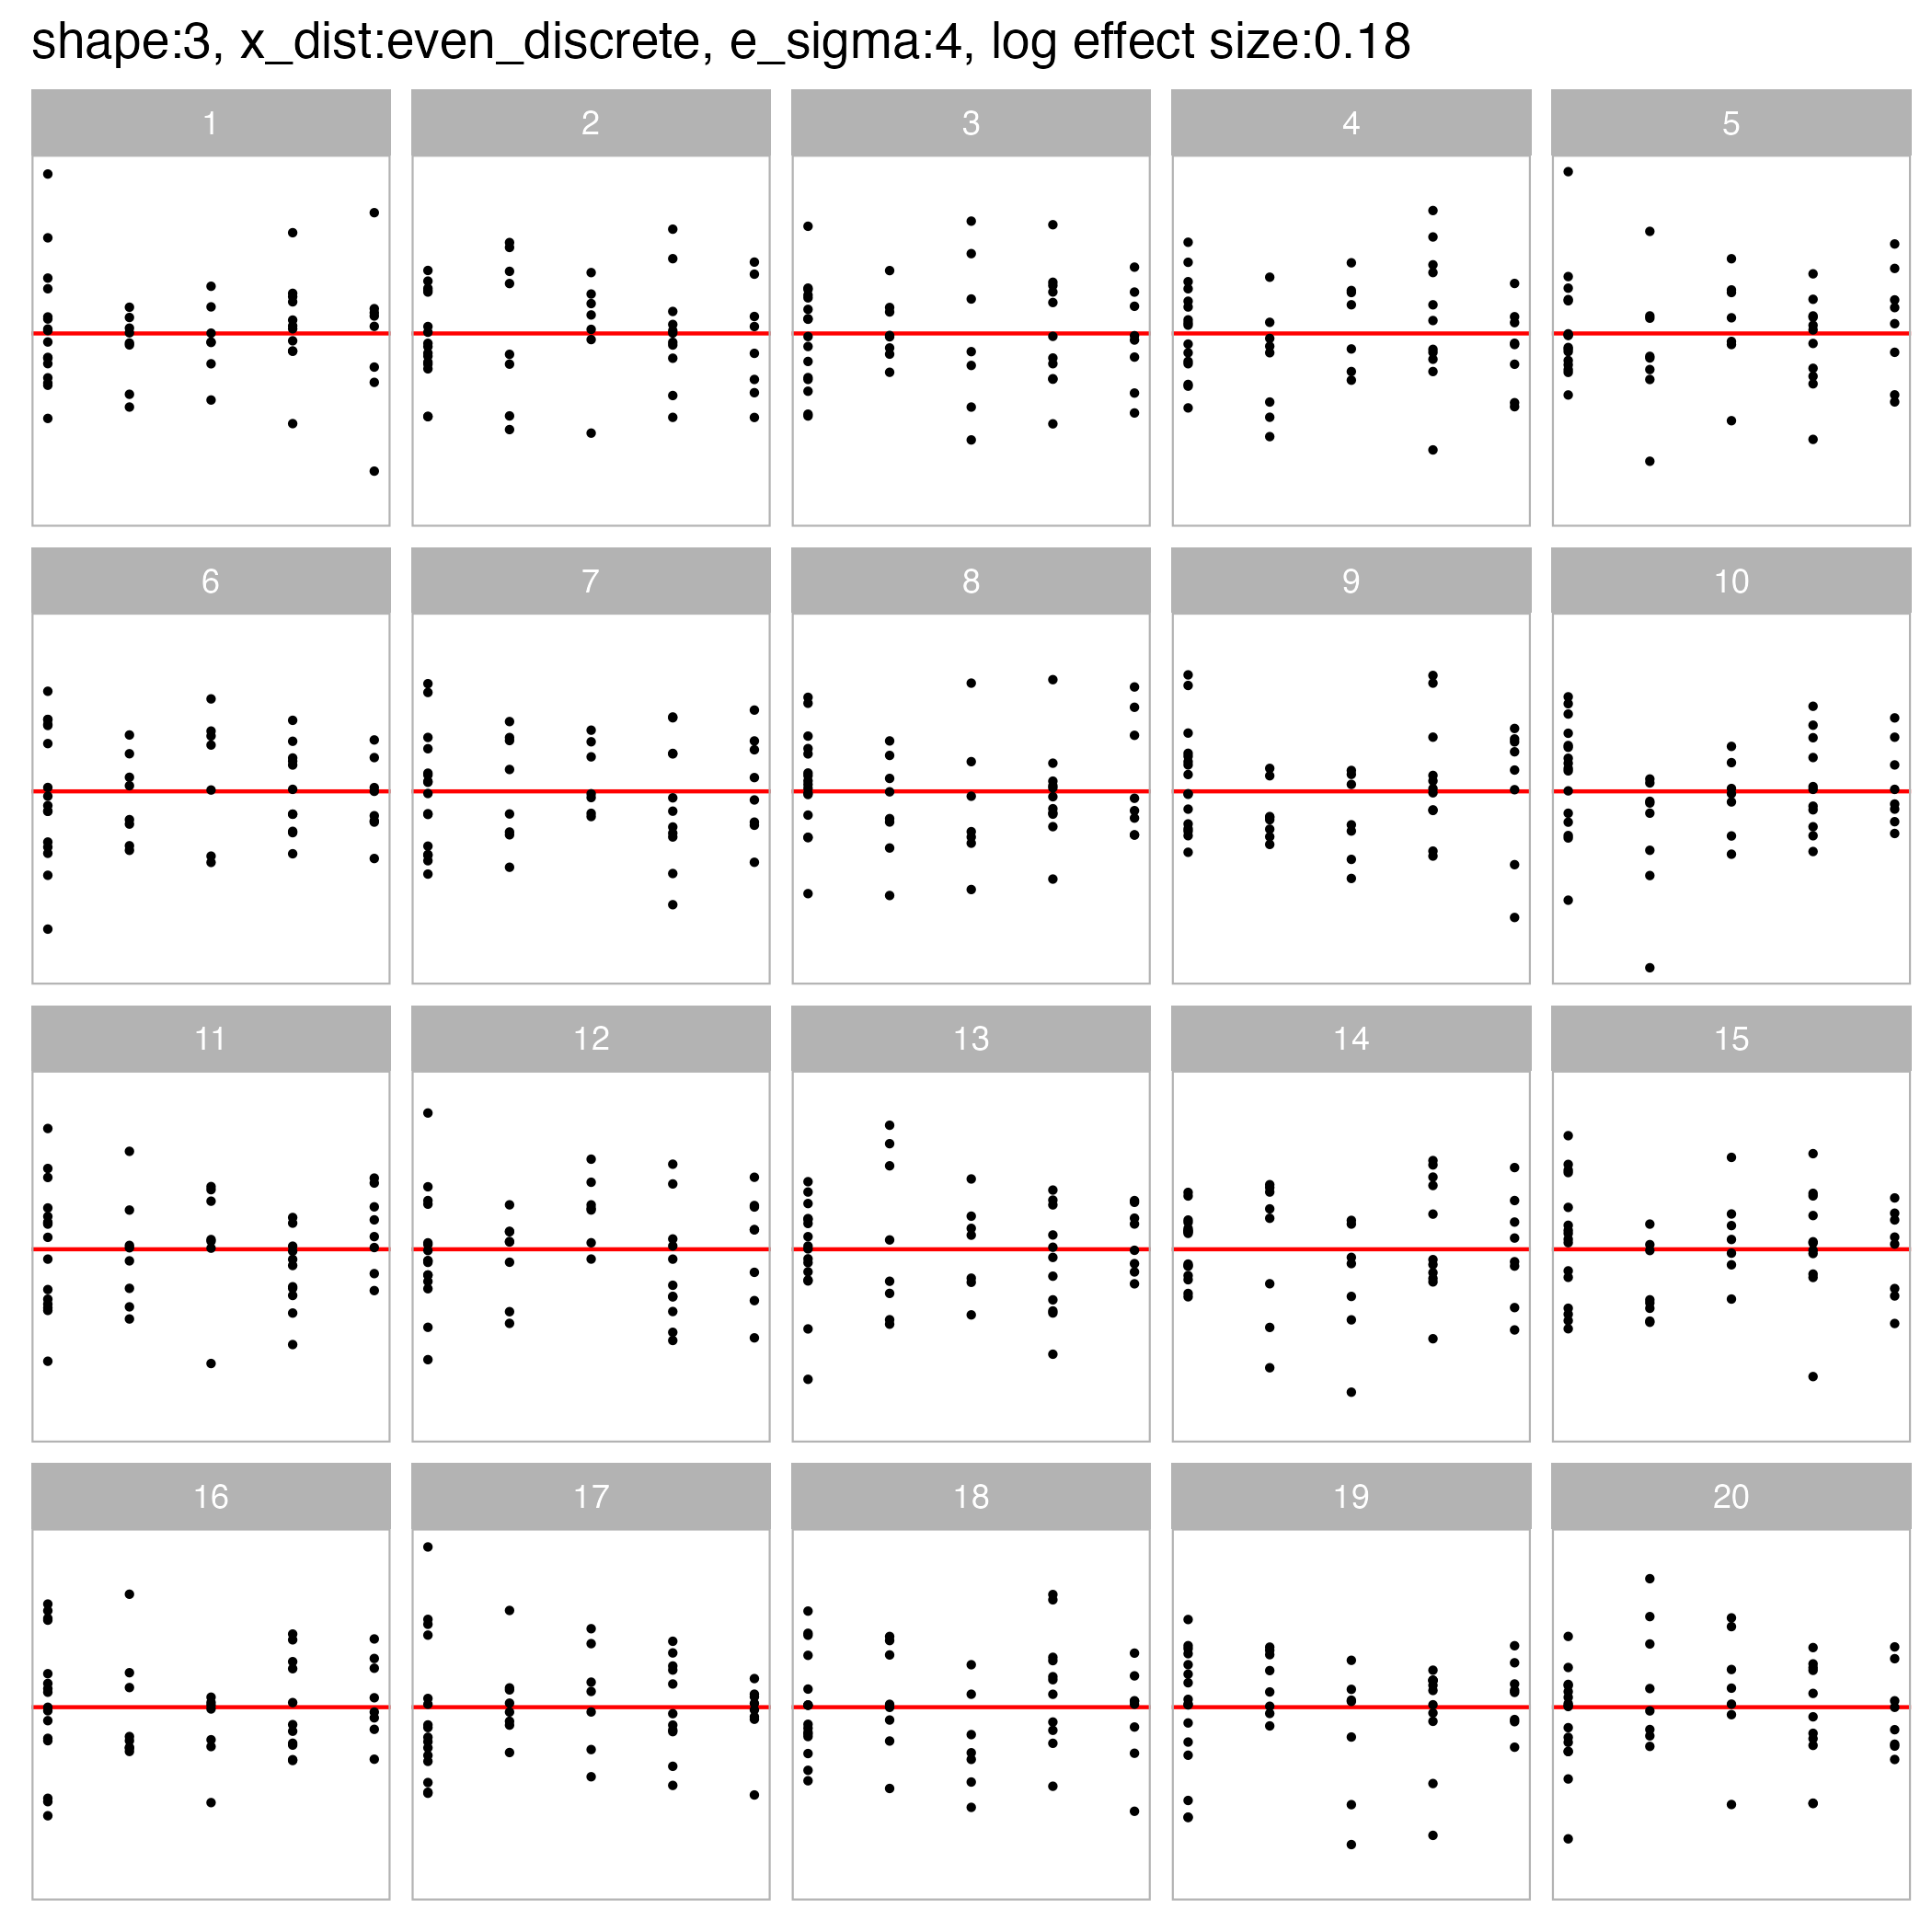 shape:3, x_dist:even_discrete, e_sigma:4, log effect size:0.18
1 2 3 4 5
6 7 8 9 10
11 12 13 14 15
16 17 18 19 20